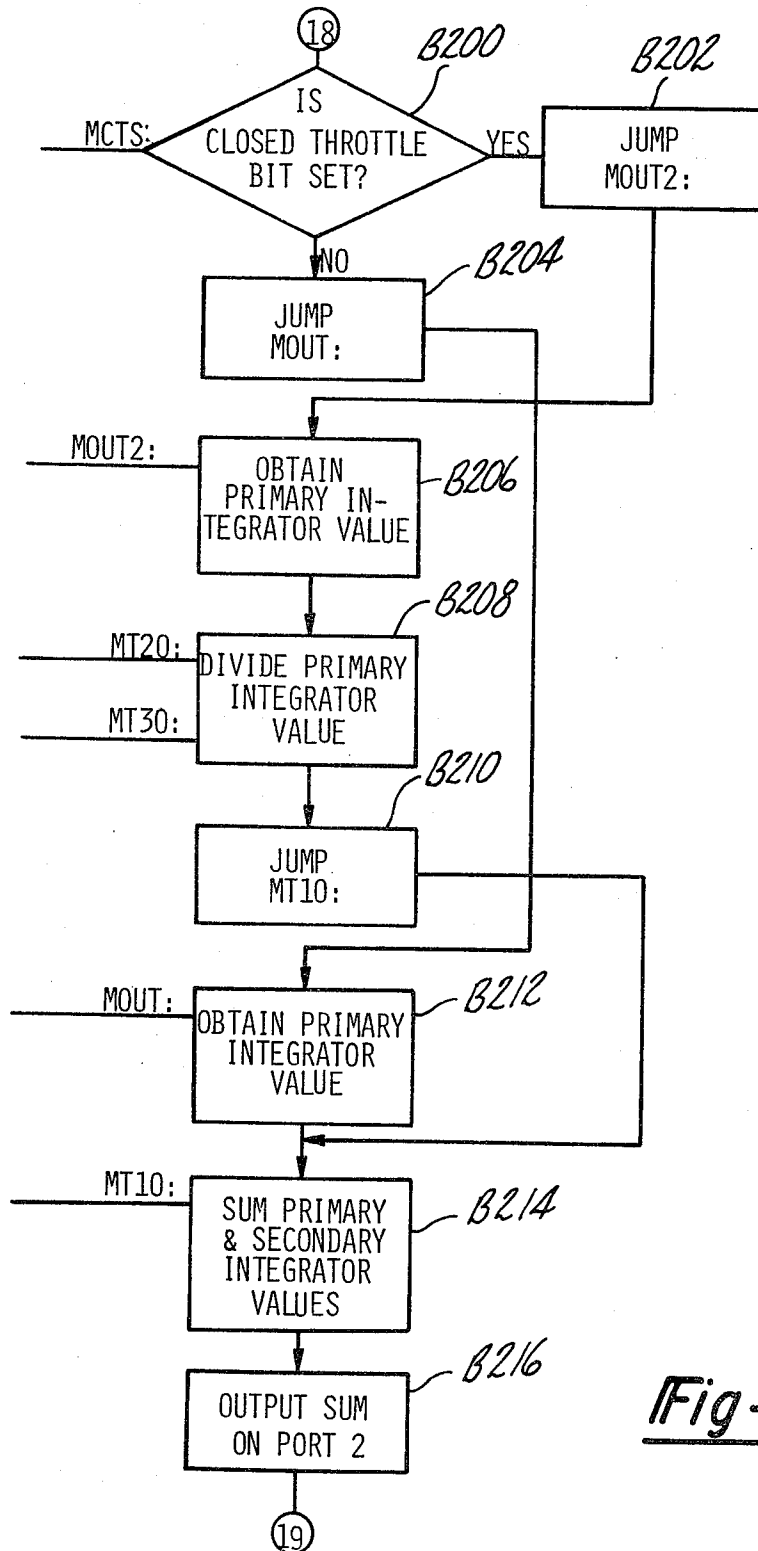 18
B200
B202
IS
CLOSED THROTTLE
BIT SET?
MCTS:
YES
JUMP
MOUT2:
NO
B204
JUMP
MOUT:
MOUT2:
OBTAIN
PRIMARY IN-
TEGRATOR VALUE
B206
B208
MT20:
DIVIDE PRIMARY
INTEGRATOR
VALUE
MT30:
B210
JUMP
MT10:
MOUT:
OBTAIN PRIMARY
INTEGRATOR
VALUE
B212
MT10:
SUM PRIMARY
& SECONDARY
INTEGRATOR
VALUES
B214
B216
OUTPUT SUM
ON PORT 2
Fig-
19